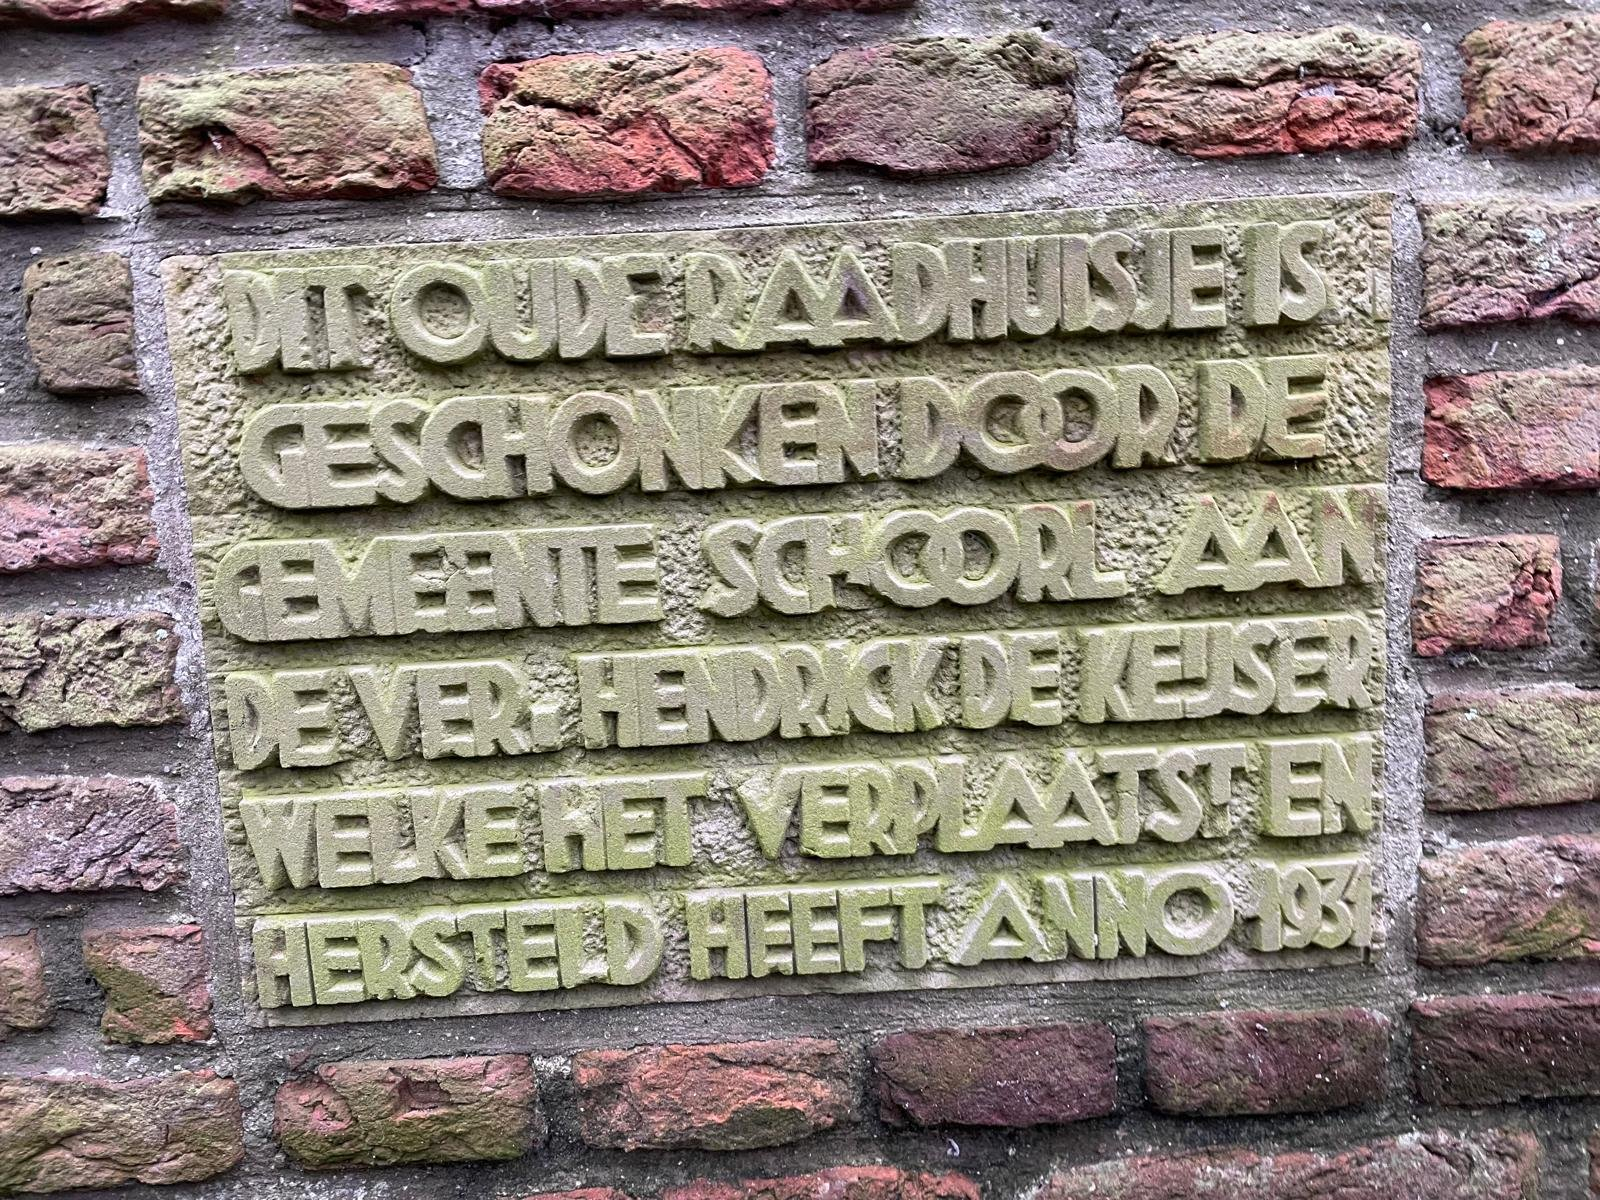 DIT OUDE RAADHUISJE IS
GESCHONKEN DOOR DE
GEMEENTE SCHOORL AAN
DE VER: HENDRICK DE KEIJSER
WELKE HET VERPLAATST EN
HERSTELD HEEFT ANNO 1931